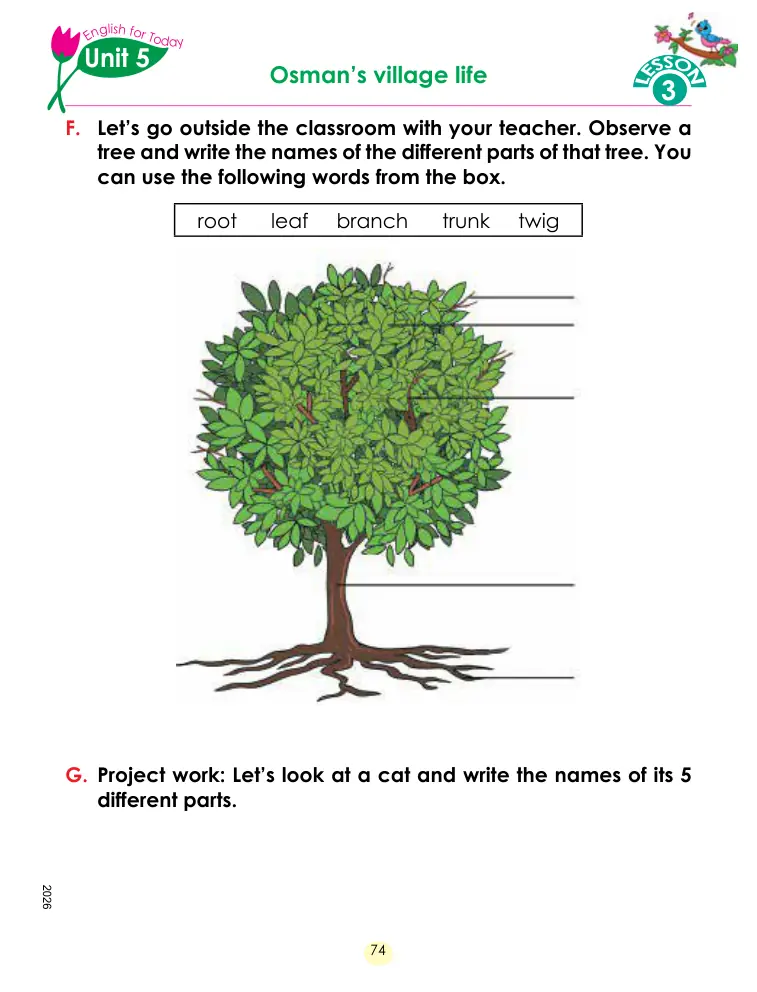 English for Today
Unit 5
Osman's village life
LESSON
3
F. Let's go outside the classroom with your teacher. Observe a
tree and write the names of the different parts of that tree. You
can use the following words from the box.
root leaf branch trunk twig
G. Project work: Let's look at a cat and write the names of its 5
different parts.
2026
74